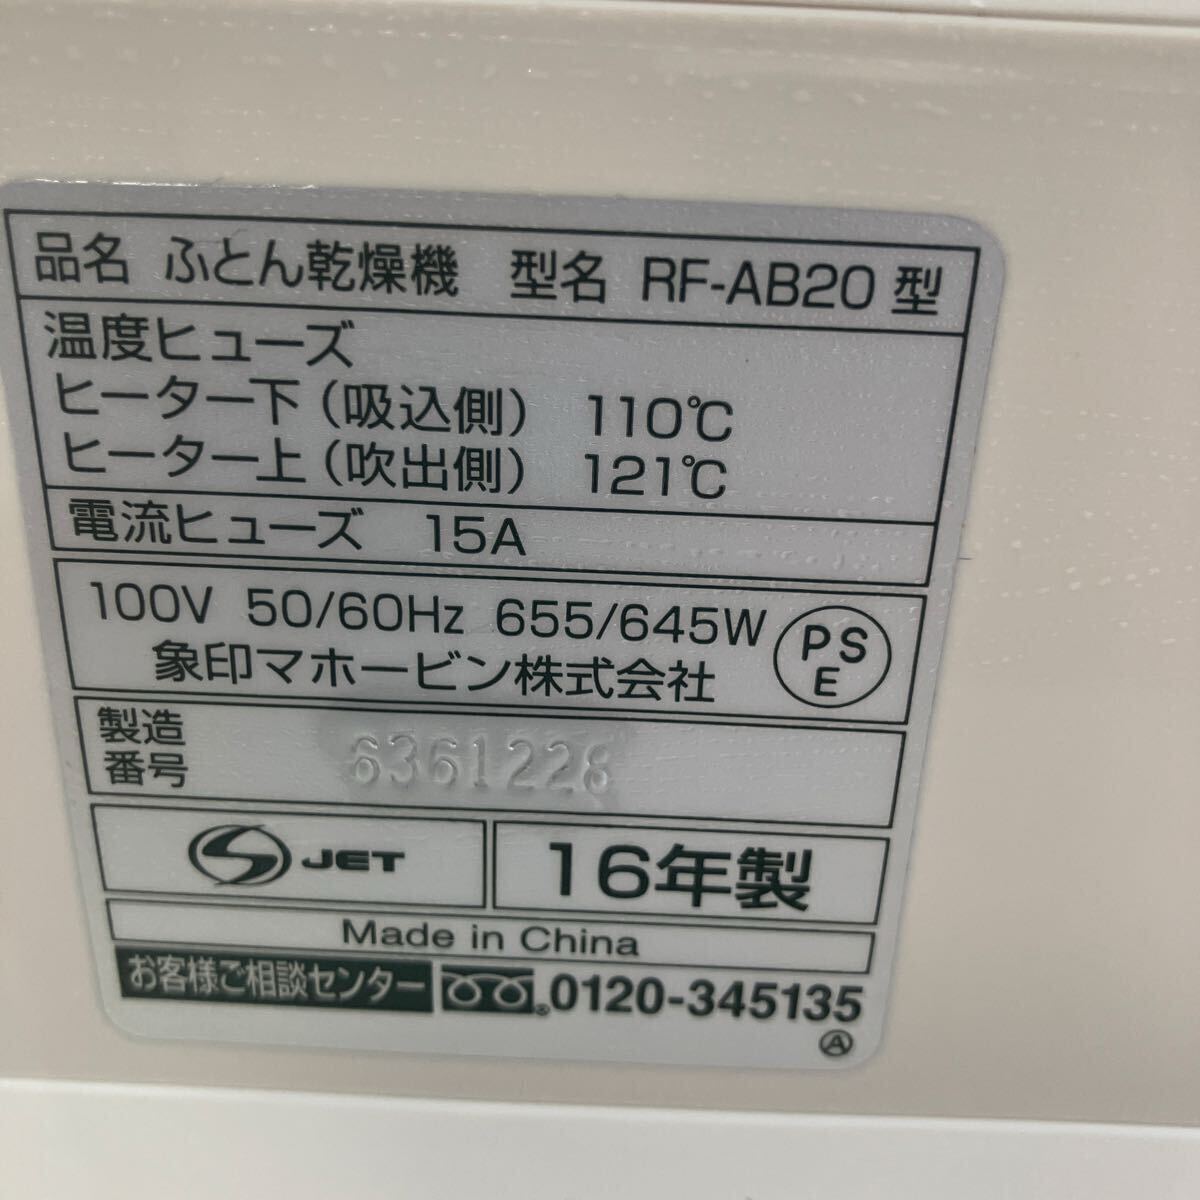 品名 ふとん乾燥機 型名 RF-AB20 型
温度ヒューズ
ヒーター下(吸込側) 110℃
ヒーター上(吹出側) 121℃
電流ヒューズ 15A
100V 50/60Hz 655/645W
象印マホービン株式会社
PSE
製造
番号
6361228
JET
16年製
Made in China
お客様ご相談センター 0120-345135
A